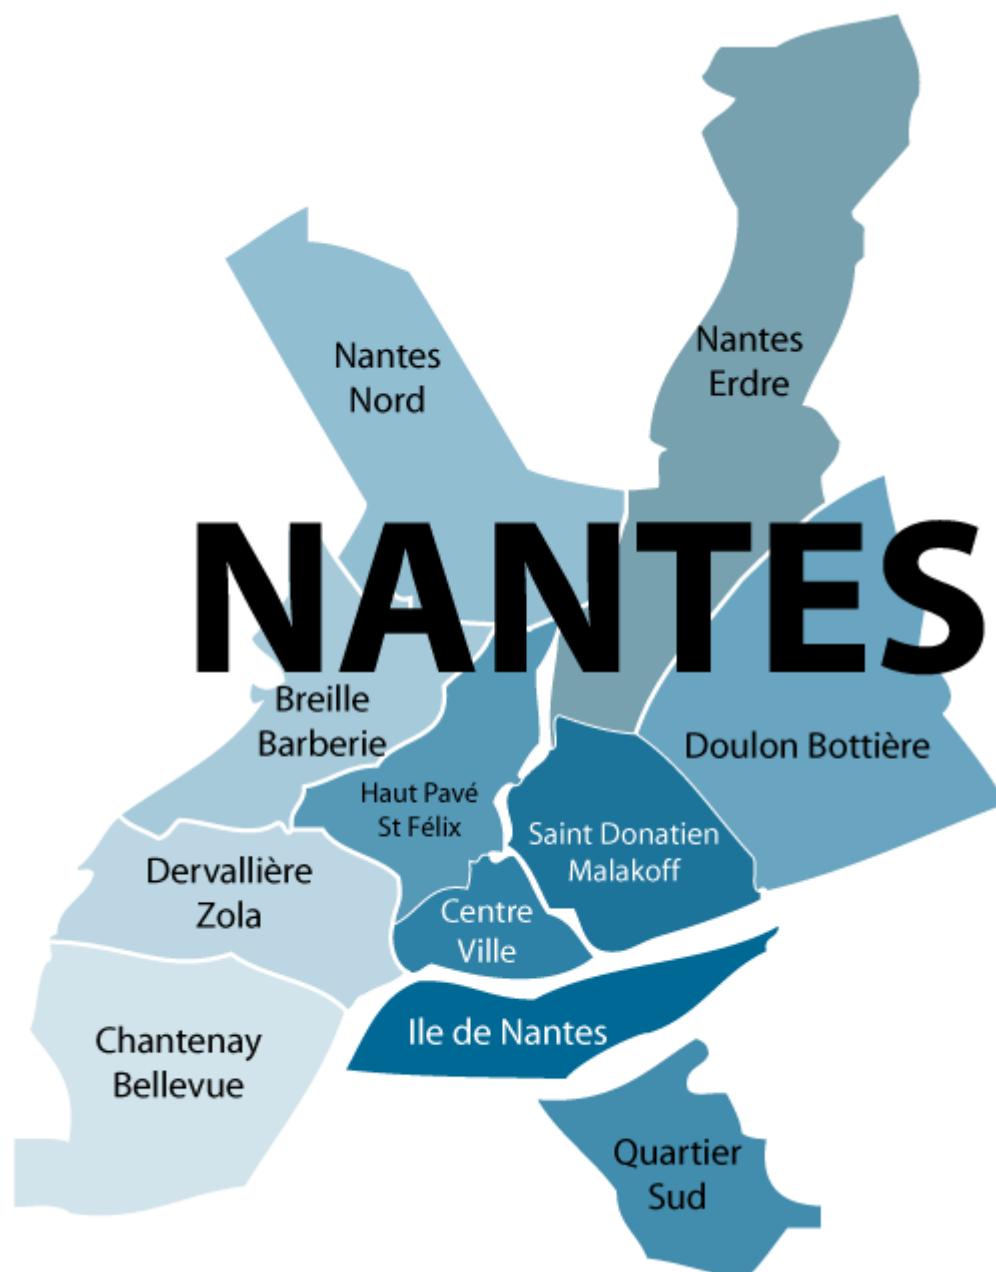 Nantes
Erdre
Nantes
Nord
NANTES
Breille
Barberie
Doulon Bottière
Haut Pavé
St Félix
Saint Donatien
Malakoff
Dervallière
Zola
Centre
Ville
Ile de Nantes
Chantenay
Bellevue
Quartier
Sud